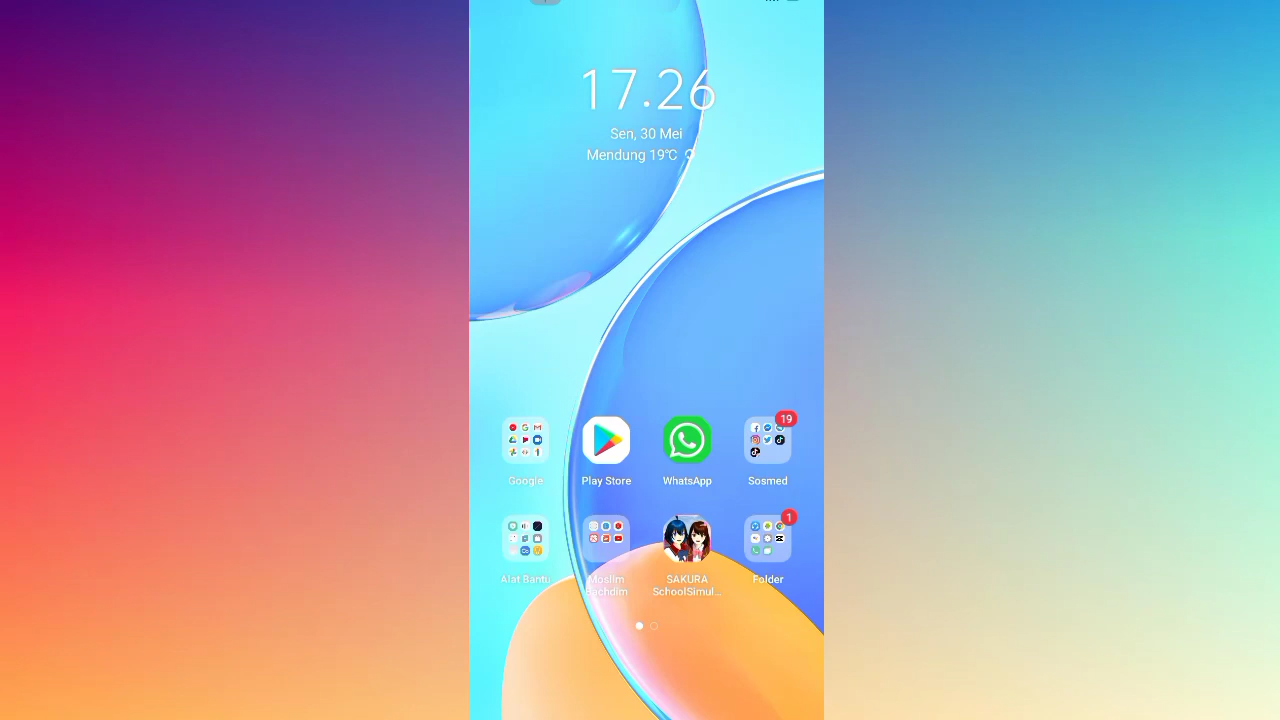 17.26
Sen, 30 Mei
Mendung 19°C
19
Google
Play Store
WhatsApp
Sosmed
1
Alat Bantu
Moslim
Bachdim
SAKURA
SchoolSimul...
Folder